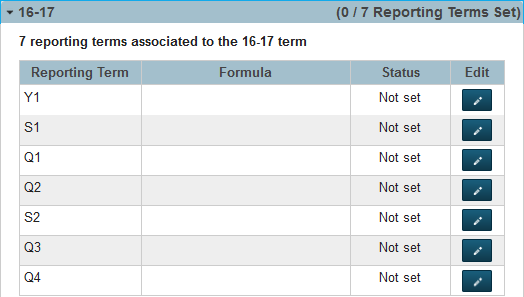 16-17 (0 / 7 Reporting Terms Set)
7 reporting terms associated to the 16-17 term
Reporting Term Formula Status Edit
Y1 Not set
S1 Not set
Q1 Not set
Q2 Not set
S2 Not set
Q3 Not set
Q4 Not set